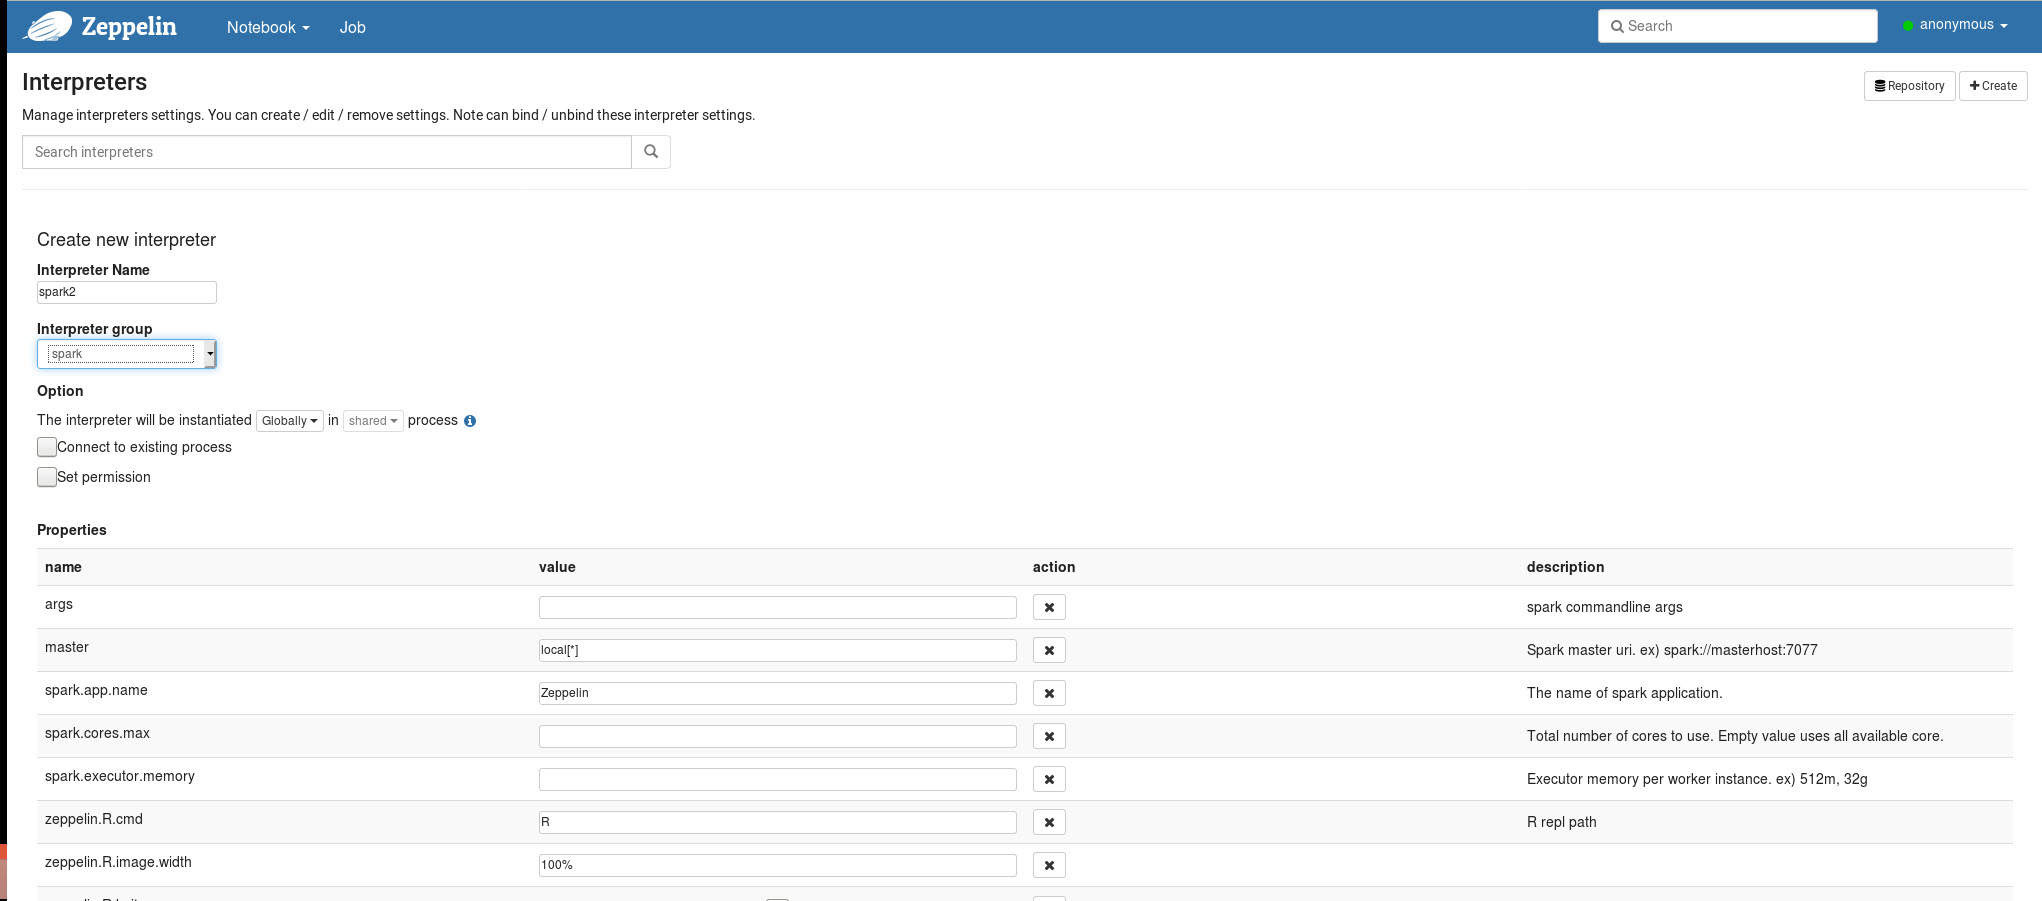 Zeppelin Notebook Job Search anonymous
Interpreters
Repository Create
Manage interpreters settings. You can create / edit / remove settings. Note can bind / unbind these interpreter settings.
Search interpreters
Create new interpreter
Interpreter Name
spark2
Interpreter group
spark
Option
The interpreter will be instantiated Globally in shared process
Connect to existing process
Set permission
Properties
name value action description
args spark commandline args
master local[*] Spark master uri. ex) spark://masterhost:7077
spark.app.name Zeppelin The name of spark application.
spark.cores.max Total number of cores to use. Empty value uses all available core.
spark.executor.memory Executor memory per worker instance. ex) 512m, 32g
zeppelin.R.cmd R R repl path
zeppelin.R.image.width 100%